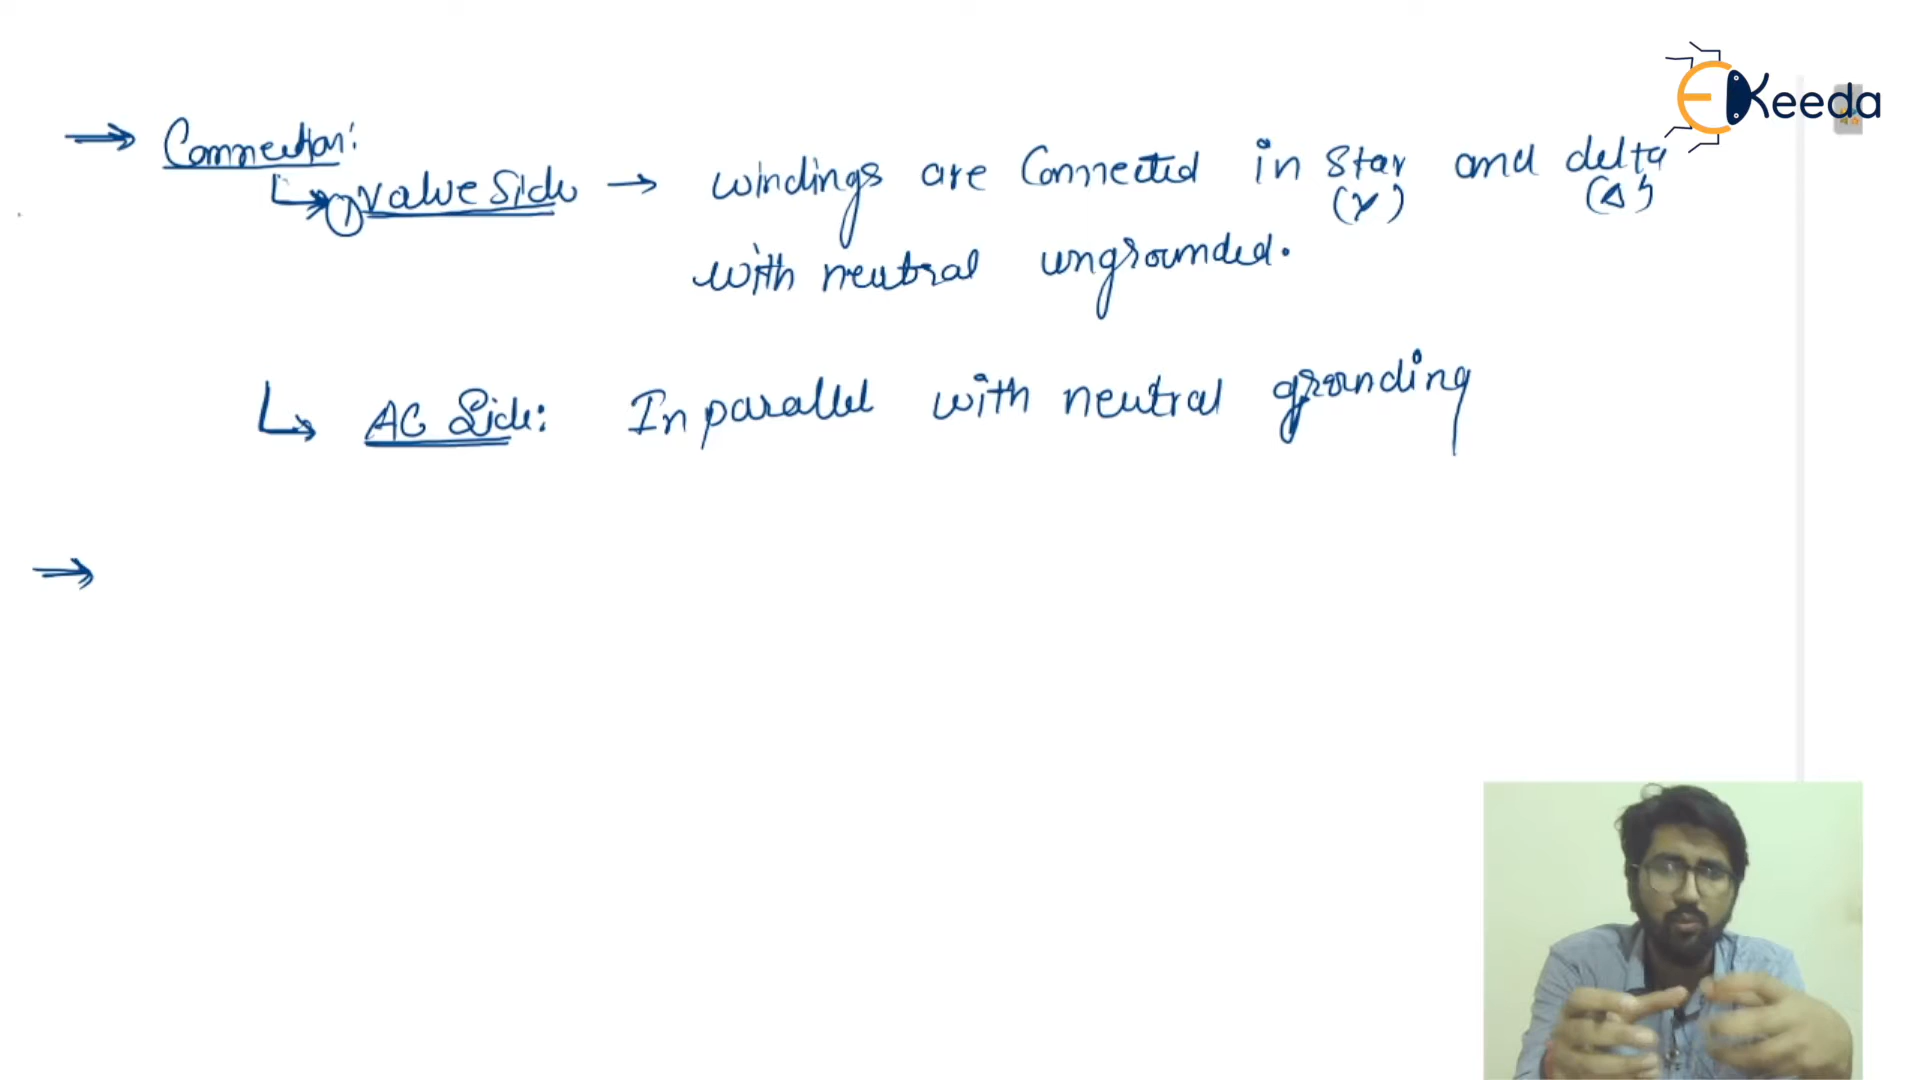 EKeeda
⇒ Connection:
↳ ① Valve Side → windings are Connected in Star and delta
(Y) (Δ)
with neutral ungrounded.
↳ AC Side: In parallel with neutral grounding
⇒